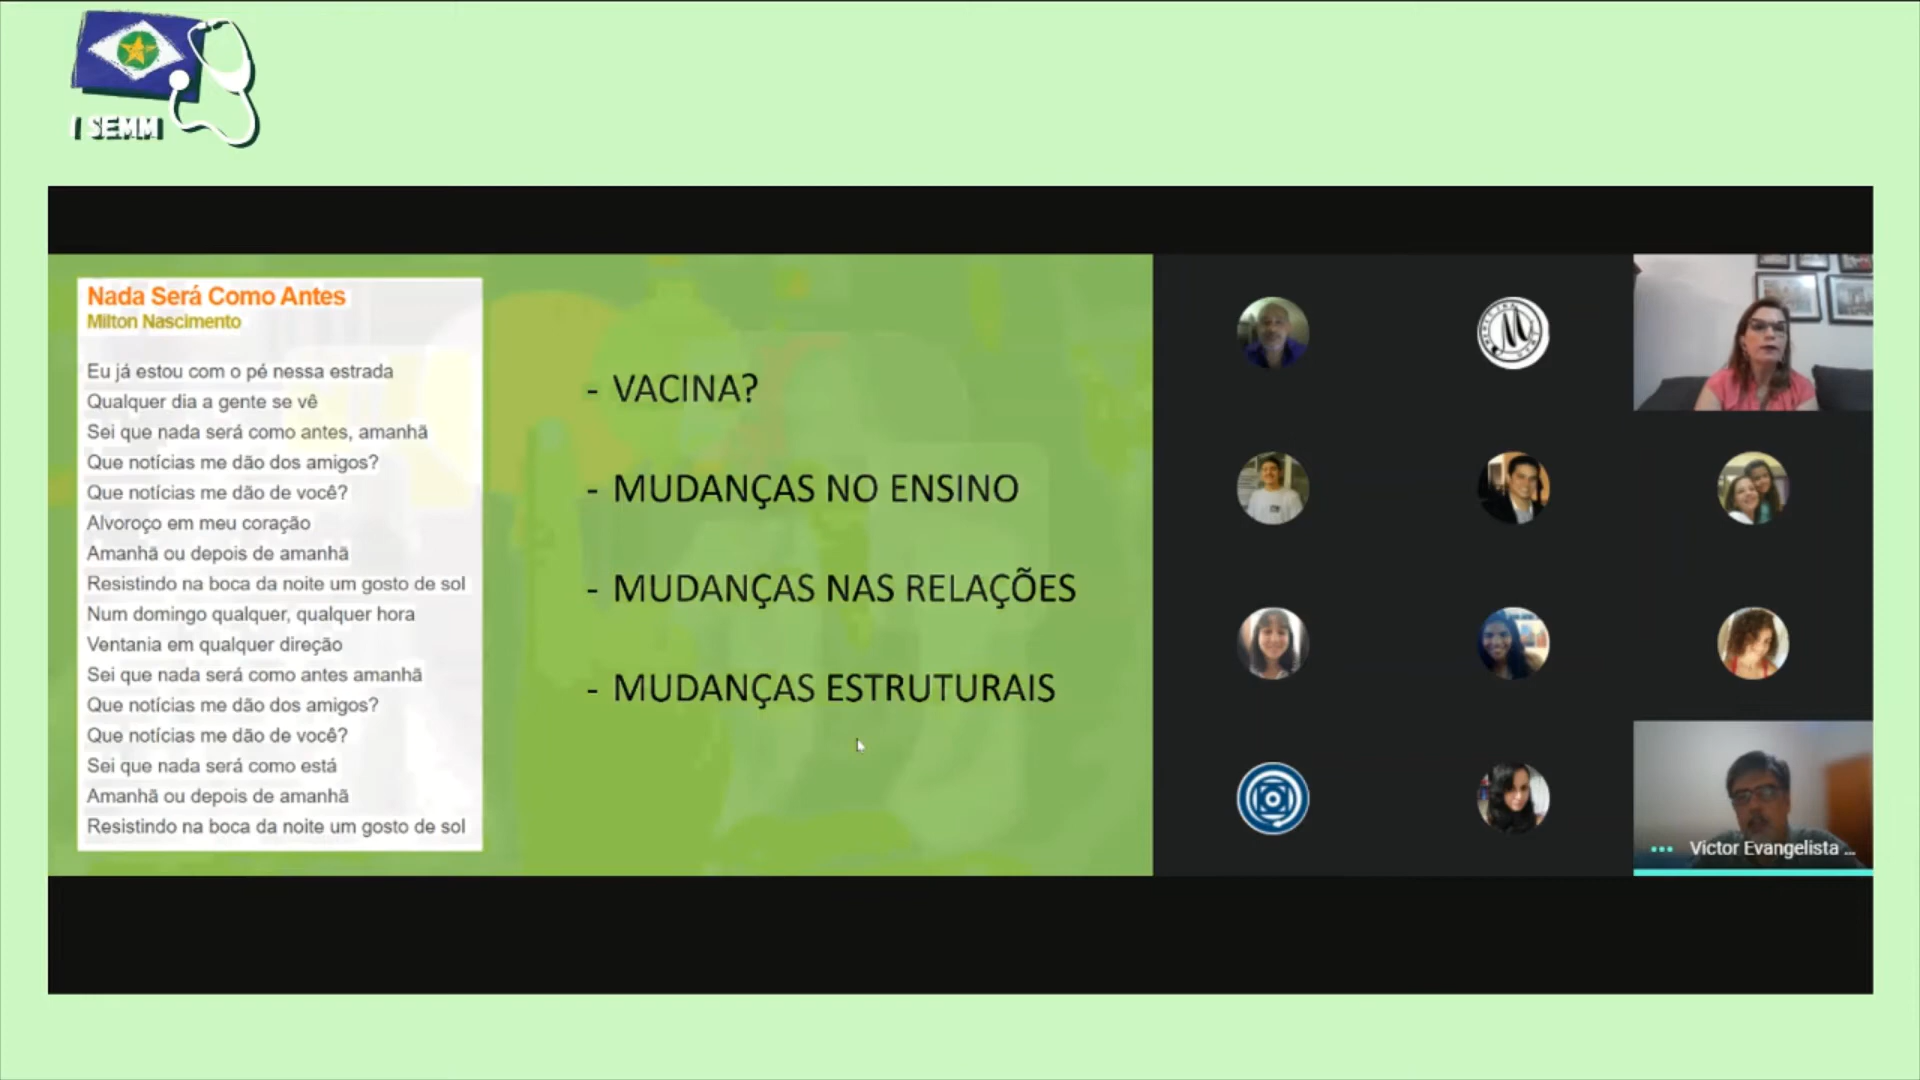 I SEMM
Nada Será Como Antes
Milton Nascimento
Eu já estou com o pé nessa estrada
Qualquer dia a gente se vê
Sei que nada será como antes, amanhã
Que notícias me dão dos amigos?
Que notícias me dão de você?
Alvoroço em meu coração
Amanhã ou depois de amanhã
Resistindo na boca da noite um gosto de sol
Num domingo qualquer, qualquer hora
Ventania em qualquer direção
Sei que nada será como antes amanhã
Que notícias me dão dos amigos?
Que notícias me dão de você?
Sei que nada será como está
Amanhã ou depois de amanhã
Resistindo na boca da noite um gosto de sol
- VACINA?
- MUDANÇAS NO ENSINO
- MUDANÇAS NAS RELAÇÕES
- MUDANÇAS ESTRUTURAIS
M
Victor Evangelista ...